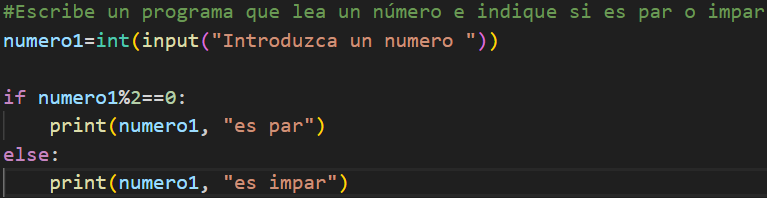 #Escribe un programa que lea un número e indique si es par o impar
numero1=int(input("Introduzca un numero "))
if numero1%2==0:
    print(numero1, "es par")
else:
    print(numero1, "es impar")